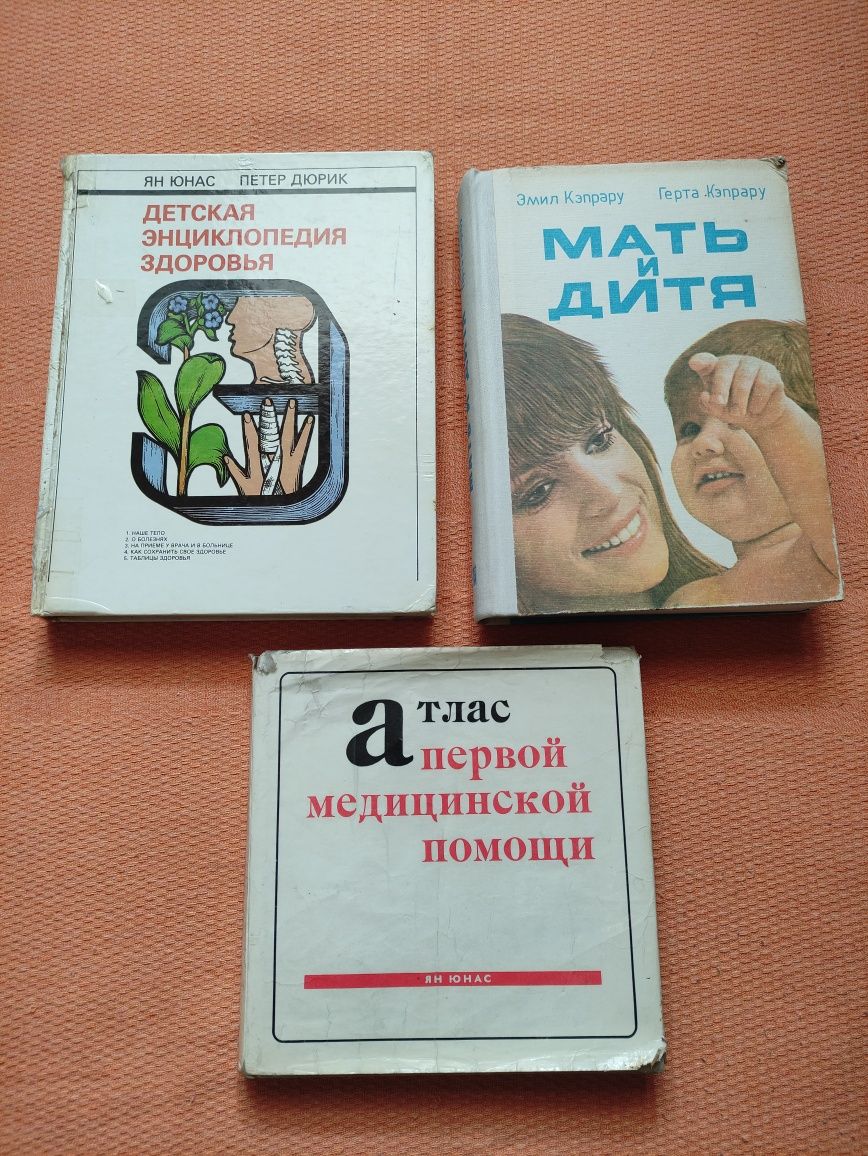 ЯН ЮНАС ПЕТЕР ДЮРИК
ДЕТСКАЯ
ЭНЦИКЛОПЕДИЯ
ЗДОРОВЬЯ
1. НАШЕ ТЕЛО
2. О БОЛЕЗНЯХ
3. НА ПРИЕМЕ У ВРАЧА И В БОЛЬНИЦЕ
4. КАК СОХРАНИТЬ СВОЕ ЗДОРОВЬЕ
5. ТАБЛИЦЫ ЗДОРОВЬЯ
Эмил Кэпрару Герта Кэпрару
МАТЬ
И
ДИТЯ
атлас
первой
медицинской
помощи
ЯН ЮНАС